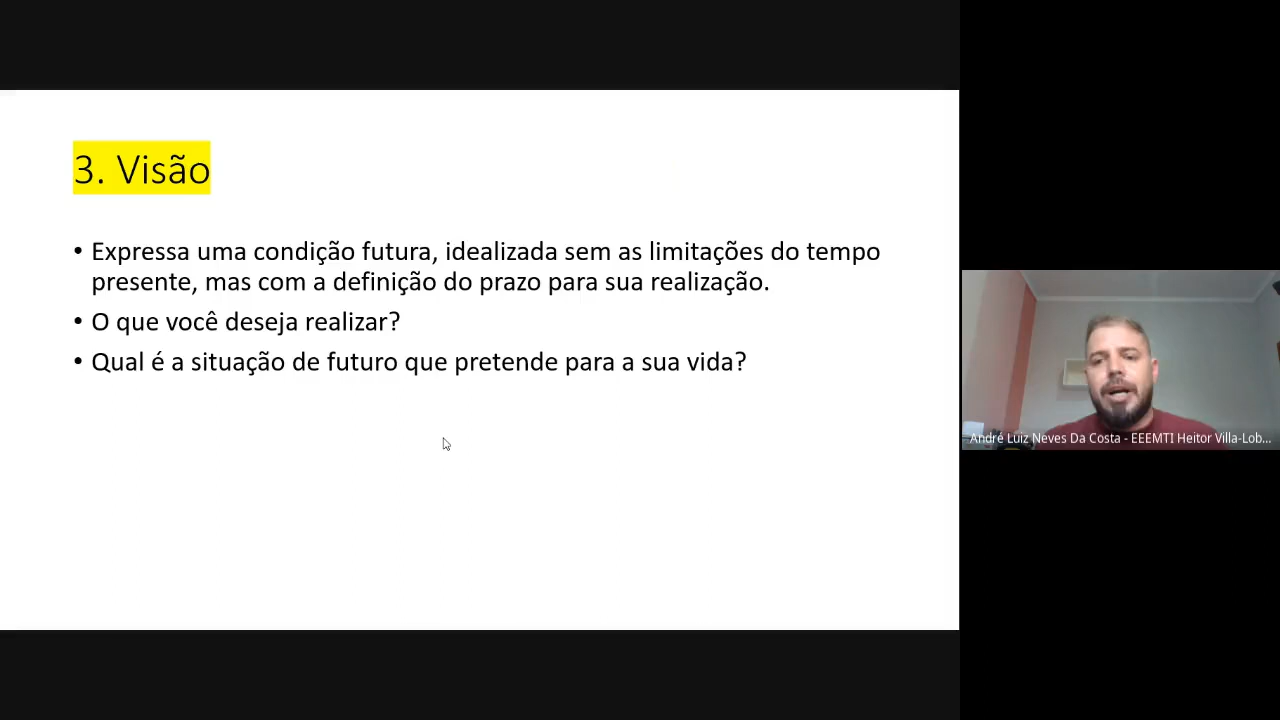 3. Visão
• Expressa uma condição futura, idealizada sem as limitações do tempo
presente, mas com a definição do prazo para sua realização.
• O que você deseja realizar?
• Qual é a situação de futuro que pretende para a sua vida?
André Luiz Neves Da Costa - EEEMTI Heitor Villa-Lob...